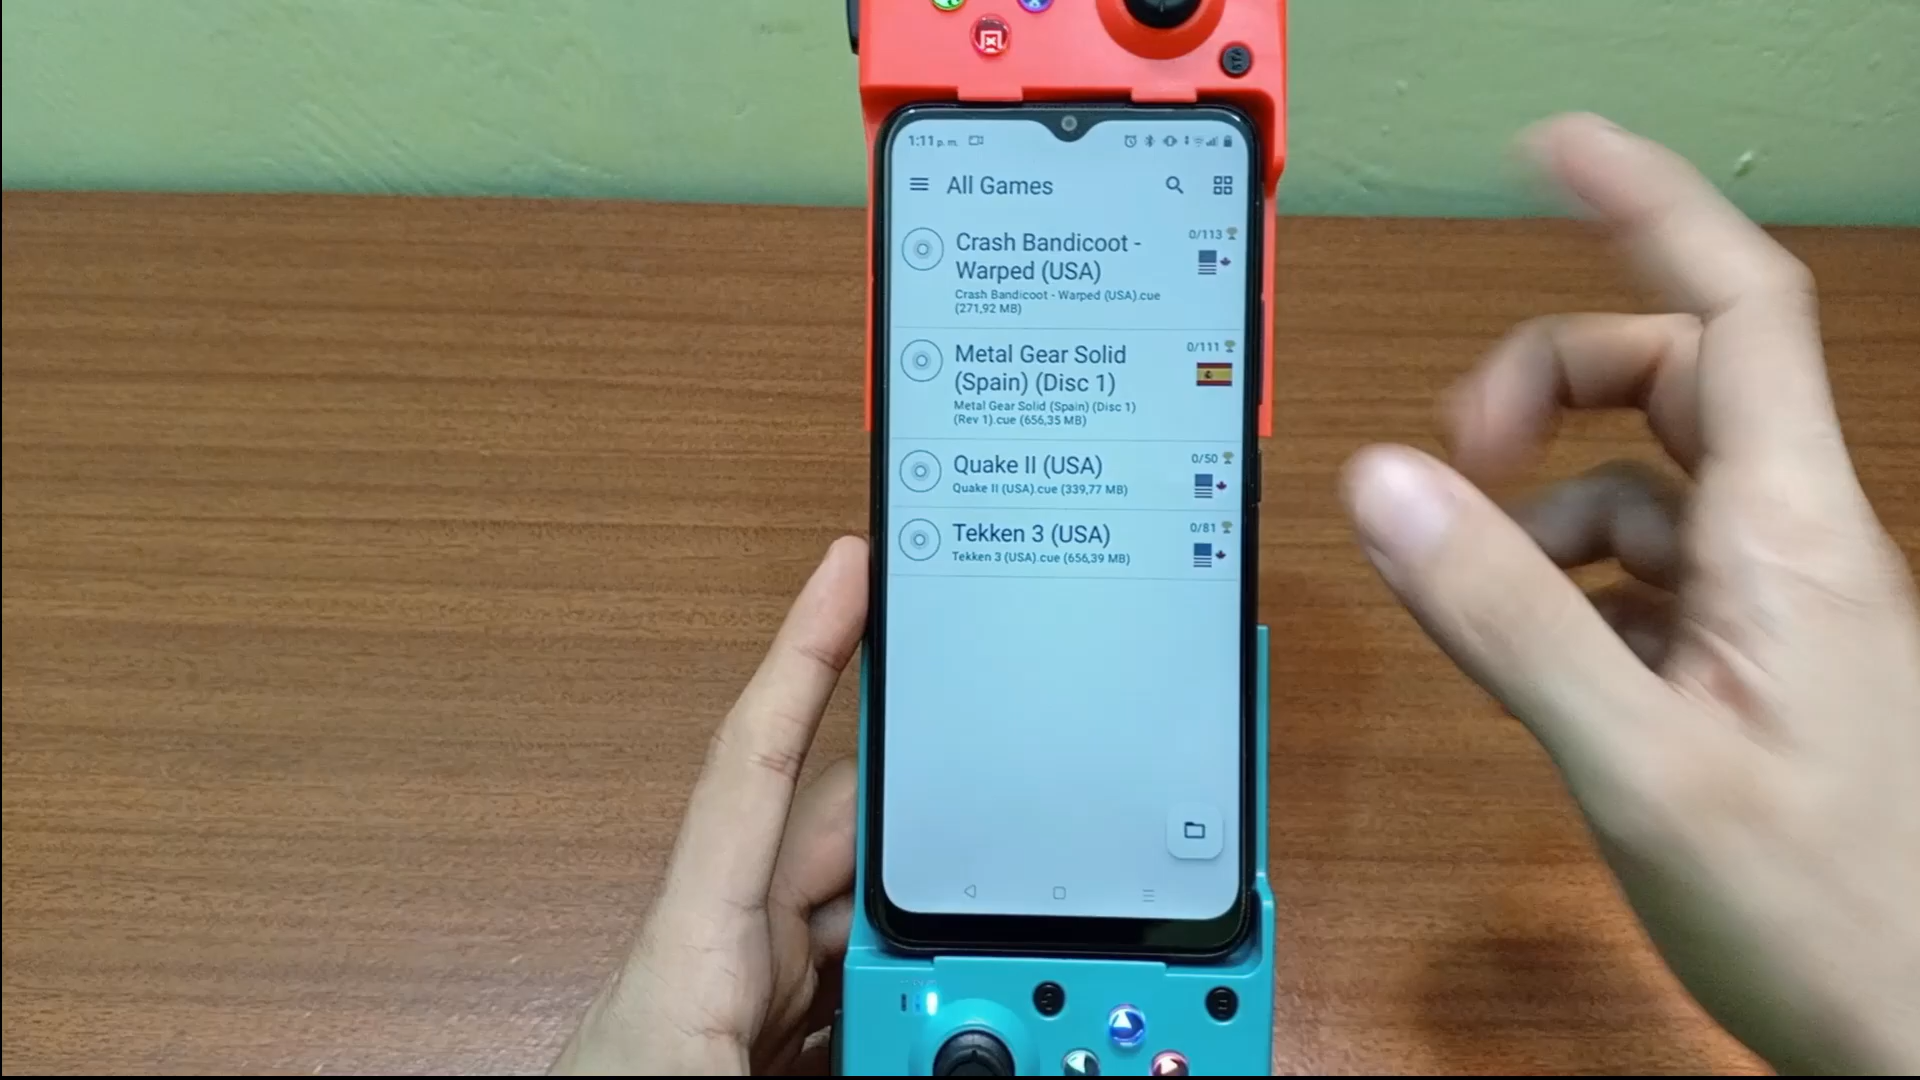 1:11 p. m.
All Games
Crash Bandicoot -
Warped (USA)
Crash Bandicoot - Warped (USA).cue
(271,92 MB)
0/113
Metal Gear Solid
(Spain) (Disc 1)
Metal Gear Solid (Spain) (Disc 1)
(Rev 1).cue (656,35 MB)
0/111
Quake II (USA)
Quake II (USA).cue (339,77 MB)
0/50
Tekken 3 (USA)
Tekken 3 (USA).cue (656,39 MB)
0/81